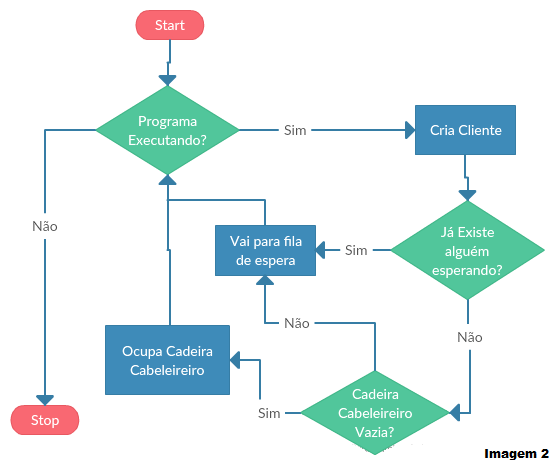 Start
Programa
Executando?
Sim
Cria Cliente
Não
Já Existe
alguém
esperando?
Sim
Vai para fila
de espera
Não
Não
Ocupa Cadeira
Cabeleireiro
Sim
Cadeira
Cabeleireiro
Vazia?
Stop
Imagem 2